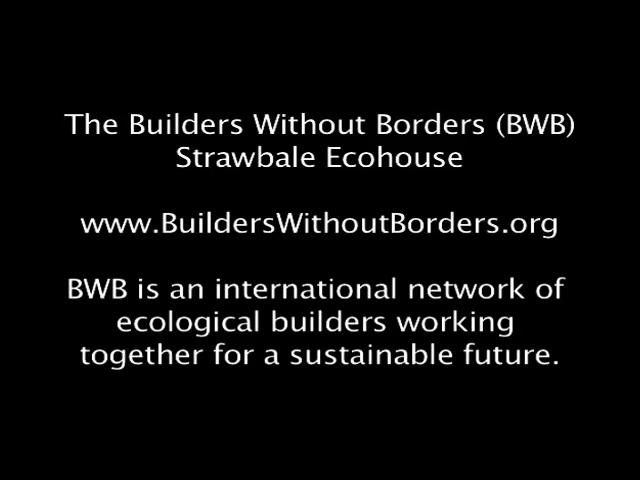 The Builders Without Borders (BWB)
Strawbale Ecohouse
www.BuildersWithoutBorders.org
BWB is an international network of
ecological builders working
together for a sustainable future.